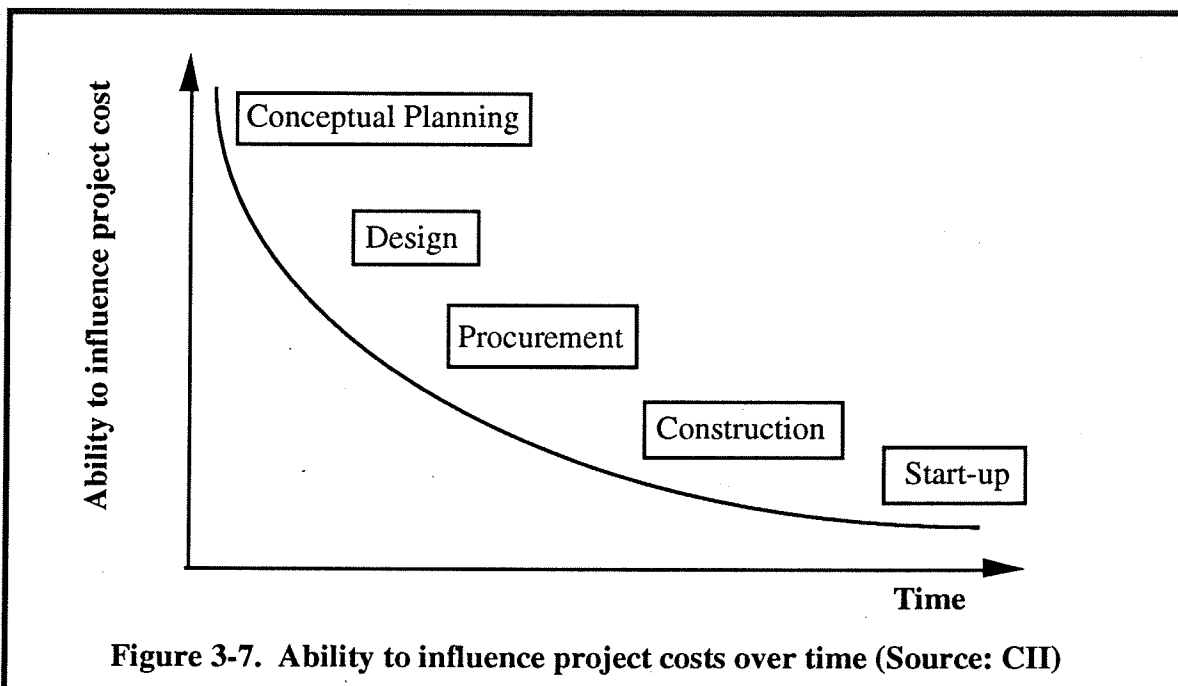 Ability to influence project cost
Conceptual Planning
Design
Procurement
Construction
Start-up
Time
Figure 3-7. Ability to influence project costs over time (Source: CII)